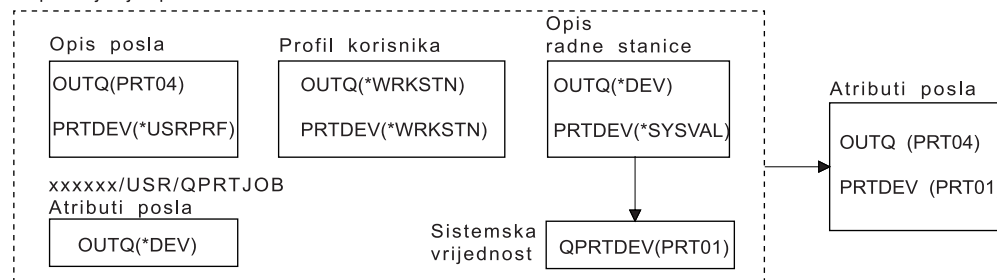 Opis posla
OUTQ(PRT04)
PRTDEV(*USRPRF)
Profil korisnika
OUTQ(*WRKSTN)
PRTDEV(*WRKSTN)
Opis
radne stanice
OUTQ(*DEV)
PRTDEV(*SYSVAL)
xxxxxx/USR/QPRTJOB
Atributi posla
OUTQ(*DEV)
Sistemska
vrijednost
QPRTDEV(PRT01)
Atributi posla
OUTQ (PRT04)
PRTDEV (PRT01